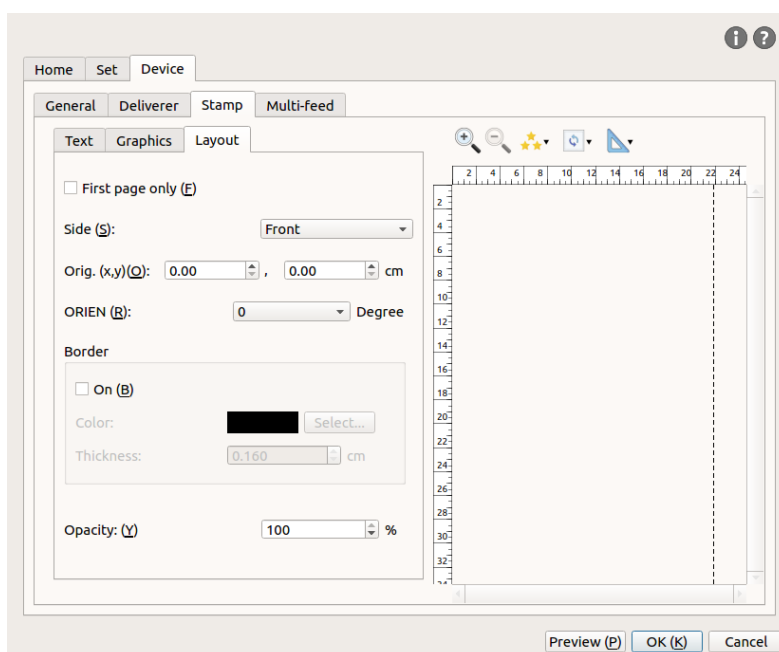 Home Set Device
General Deliverer Stamp Multi-feed
Text Graphics Layout
2 4 6 8 10 12 14 16 18 20 22 24
First page only (F)
Side (S): Front
Orig. (x,y)(O): 0.00 , 0.00 cm
ORIEN (R): 0 Degree
Border
On (B)
Color: Select...
Thickness: 0.160 cm
Opacity: (Y) 100 %
2
4
6
8
10
12
14
16
18
20
22
24
26
28
30
32
Preview (P) OK (K) Cancel